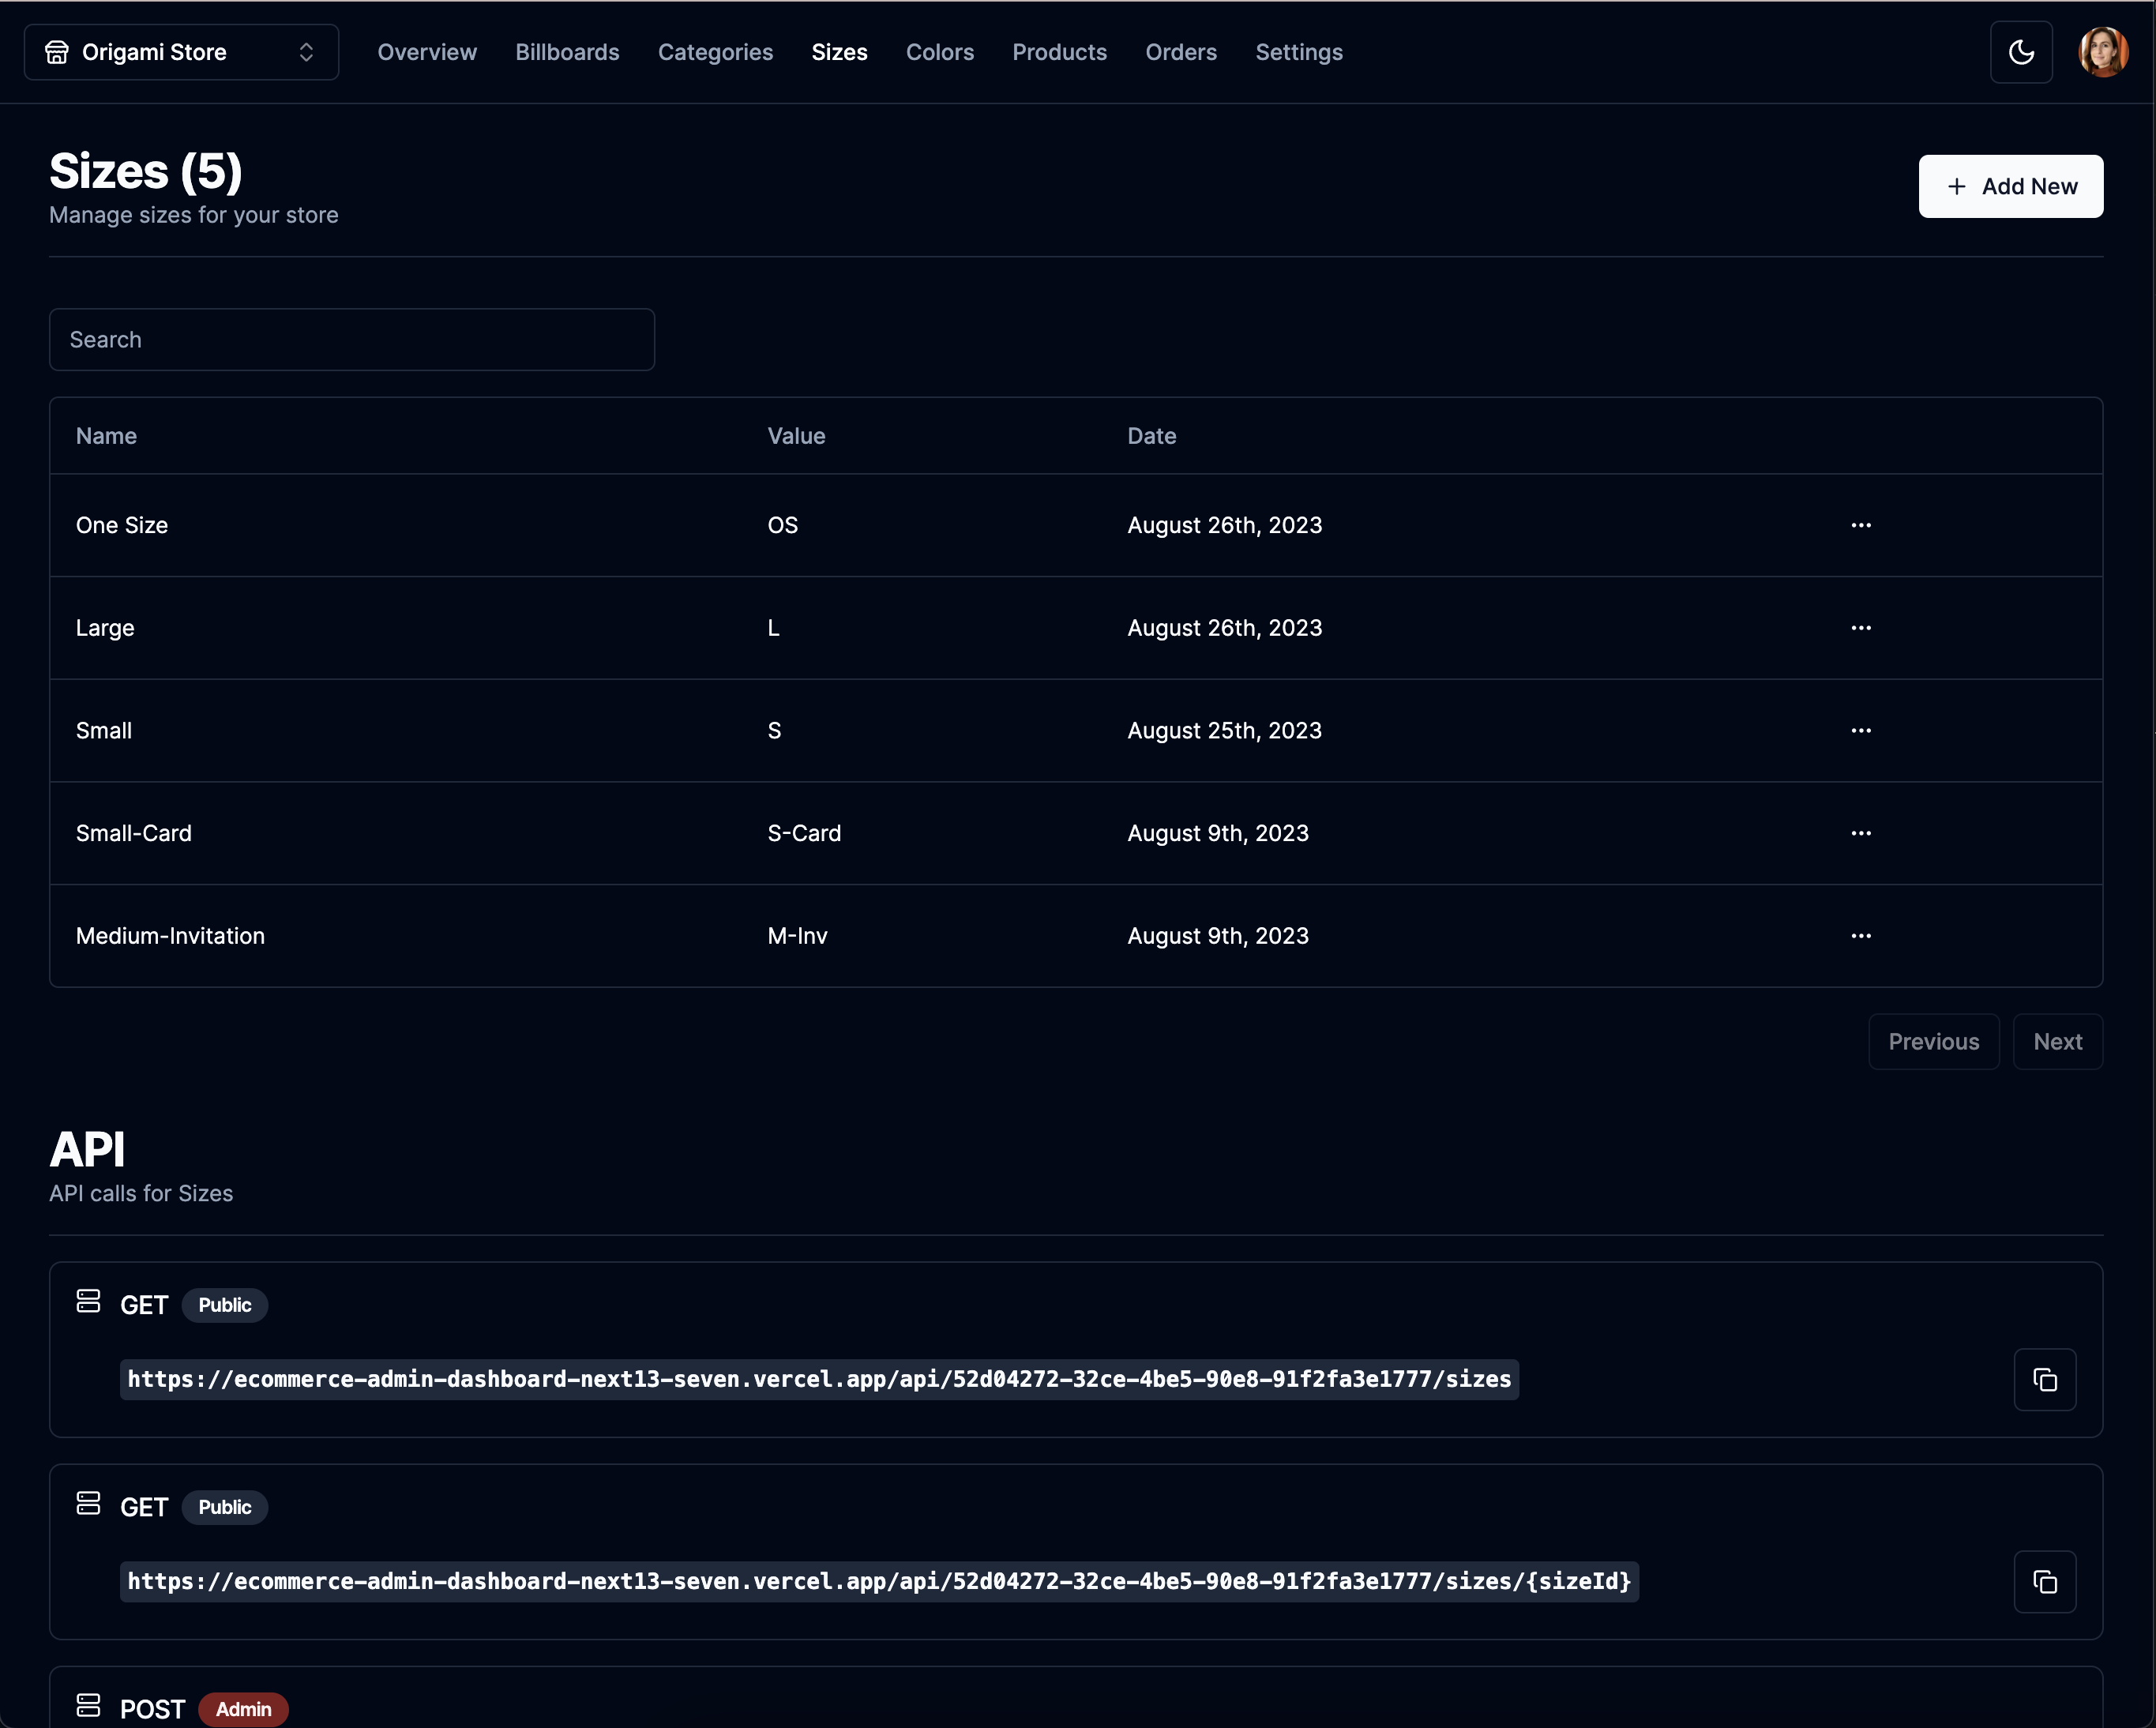 Origami Store Overview Billboards Categories Sizes Colors Products Orders Settings
Sizes (5)
Manage sizes for your store
Add New
Search
Name Value Date
One Size OS August 26th, 2023
Large L August 26th, 2023
Small S August 25th, 2023
Small-Card S-Card August 9th, 2023
Medium-Invitation M-Inv August 9th, 2023
Previous Next
API
API calls for Sizes
GET Public
https://ecommerce-admin-dashboard-next13-seven.vercel.app/api/52d04272-32ce-4be5-90e8-91f2fa3e1777/sizes
GET Public
https://ecommerce-admin-dashboard-next13-seven.vercel.app/api/52d04272-32ce-4be5-90e8-91f2fa3e1777/sizes/{sizeId}
POST Admin